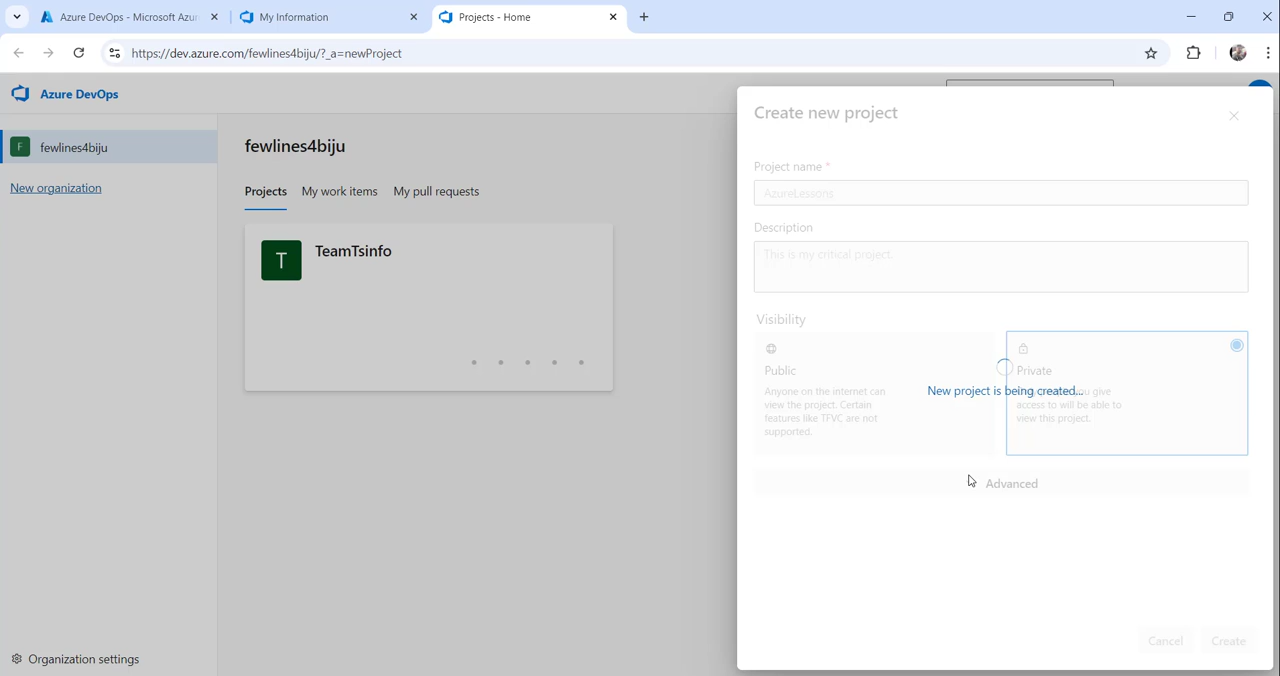 Azure DevOps - Microsoft Azur
My Information
Projects - Home
https://dev.azure.com/fewlines4biju/?_a=newProject
Azure DevOps
F fewlines4biju
New organization
fewlines4biju
Projects My work items My pull requests
T TeamTsinfo
Create new project
Project name *
AzureLessons
Description
This is my critical project.
Visibility
Public
Anyone on the internet can
view the project. Certain
features like TFVC are not
supported.
Private
you give
access to will be able to
view this project.
New project is being created...
Advanced
Cancel Create
Organization settings